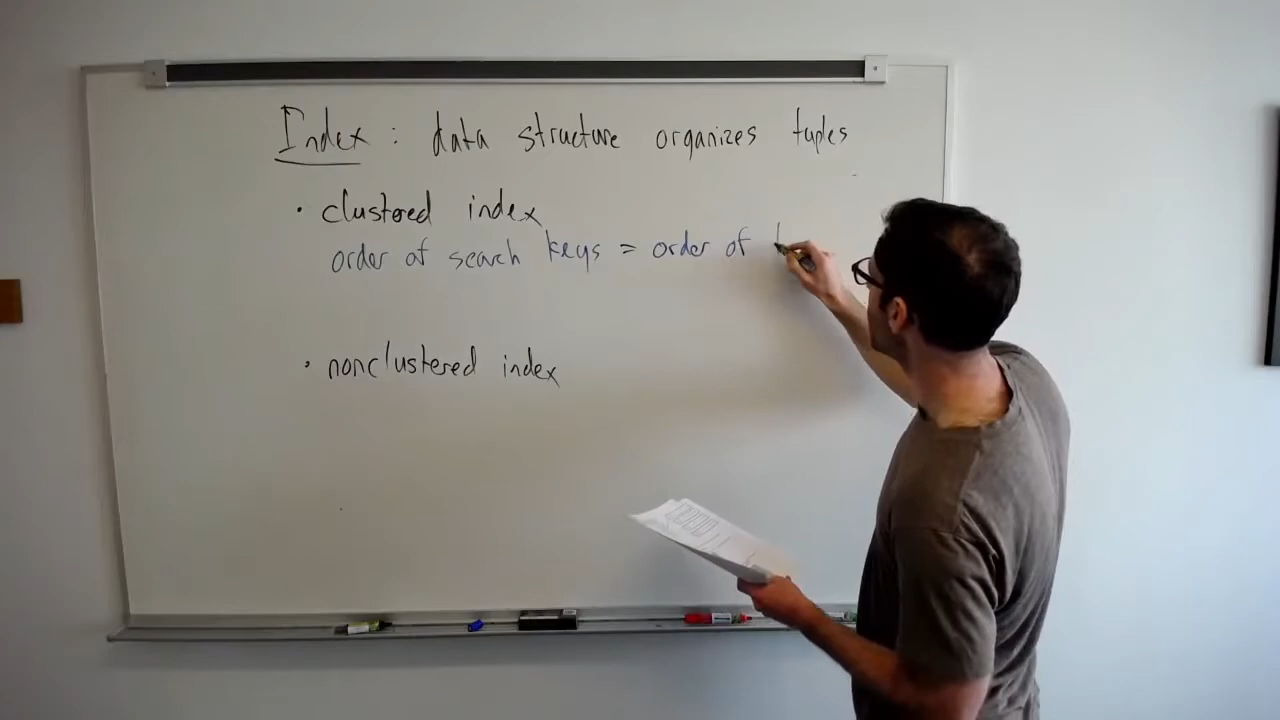 Index : data structure organizes tuples
• clustered index
order of search keys = order of
• nonclustered index